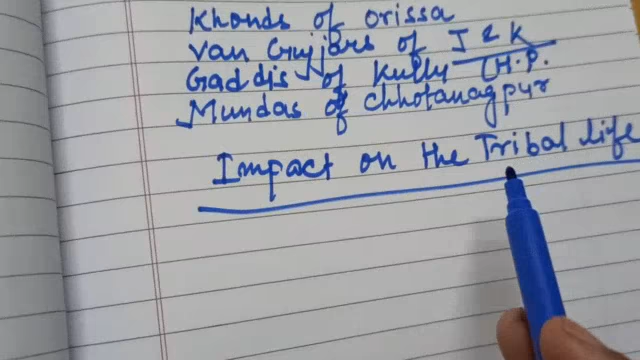 Khonds of Orissa
Van Gujjars of J & K
Gaddis of Kully (H.P.
Mundas of Chhotanagpur
Impact on the Tribal life